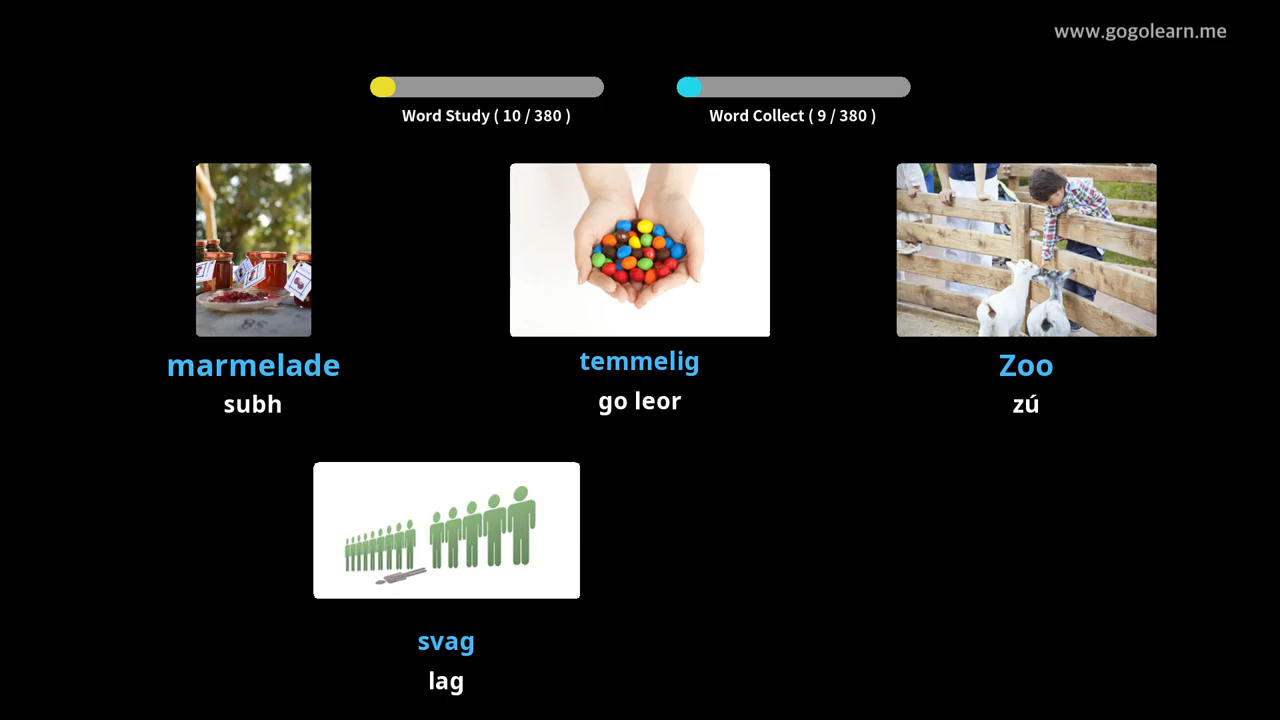 www.gogolearn.me
Word Study ( 10 / 380 )
Word Collect ( 9 / 380 )
marmelade
subh
temmelig
go leor
Zoo
zú
svag
lag